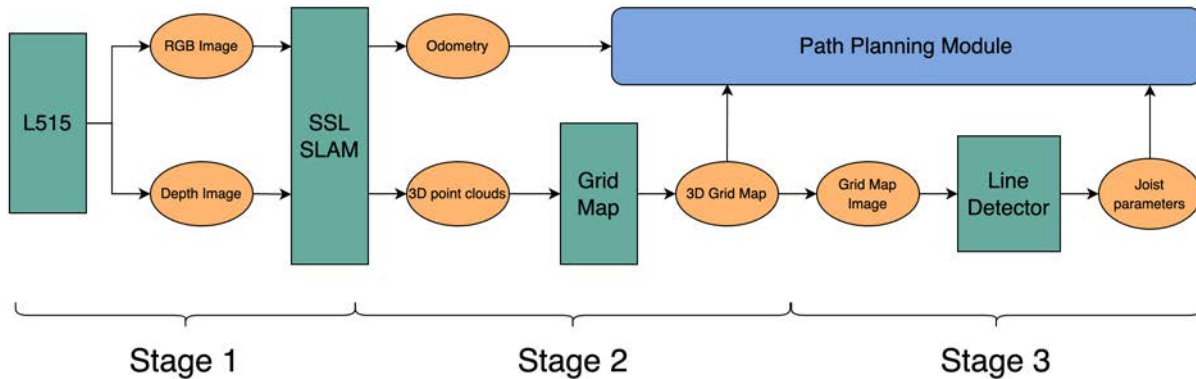 L515
RGB Image
Depth Image
SSL
SLAM
Odometry
3D point clouds
Grid
Map
3D Grid Map
Path Planning Module
Grid Map
Image
Line
Detector
Joist
parameters
Stage 1
Stage 2
Stage 3